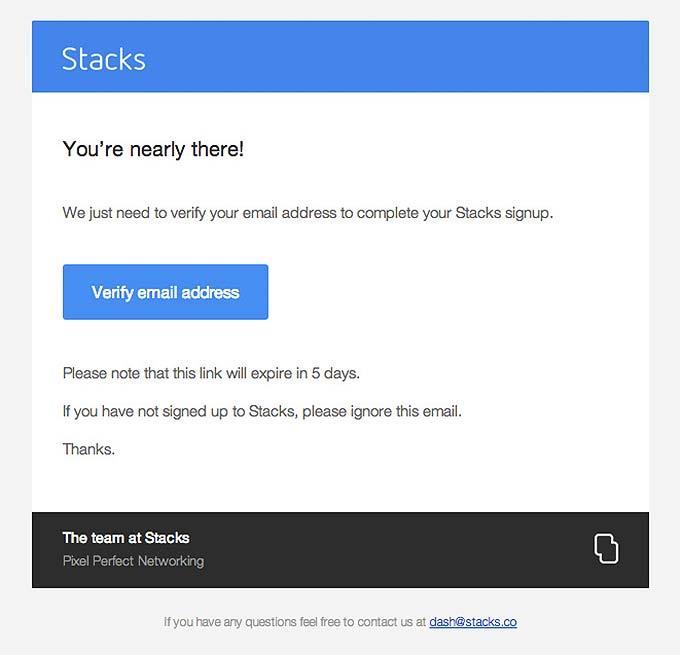 Stacks
You’re nearly there!
We just need to verify your email address to complete your Stacks signup.
Verify email address
Please note that this link will expire in 5 days.
If you have not signed up to Stacks, please ignore this email.
Thanks.
The team at Stacks
Pixel Perfect Networking
If you have any questions feel free to contact us at dash@stacks.co